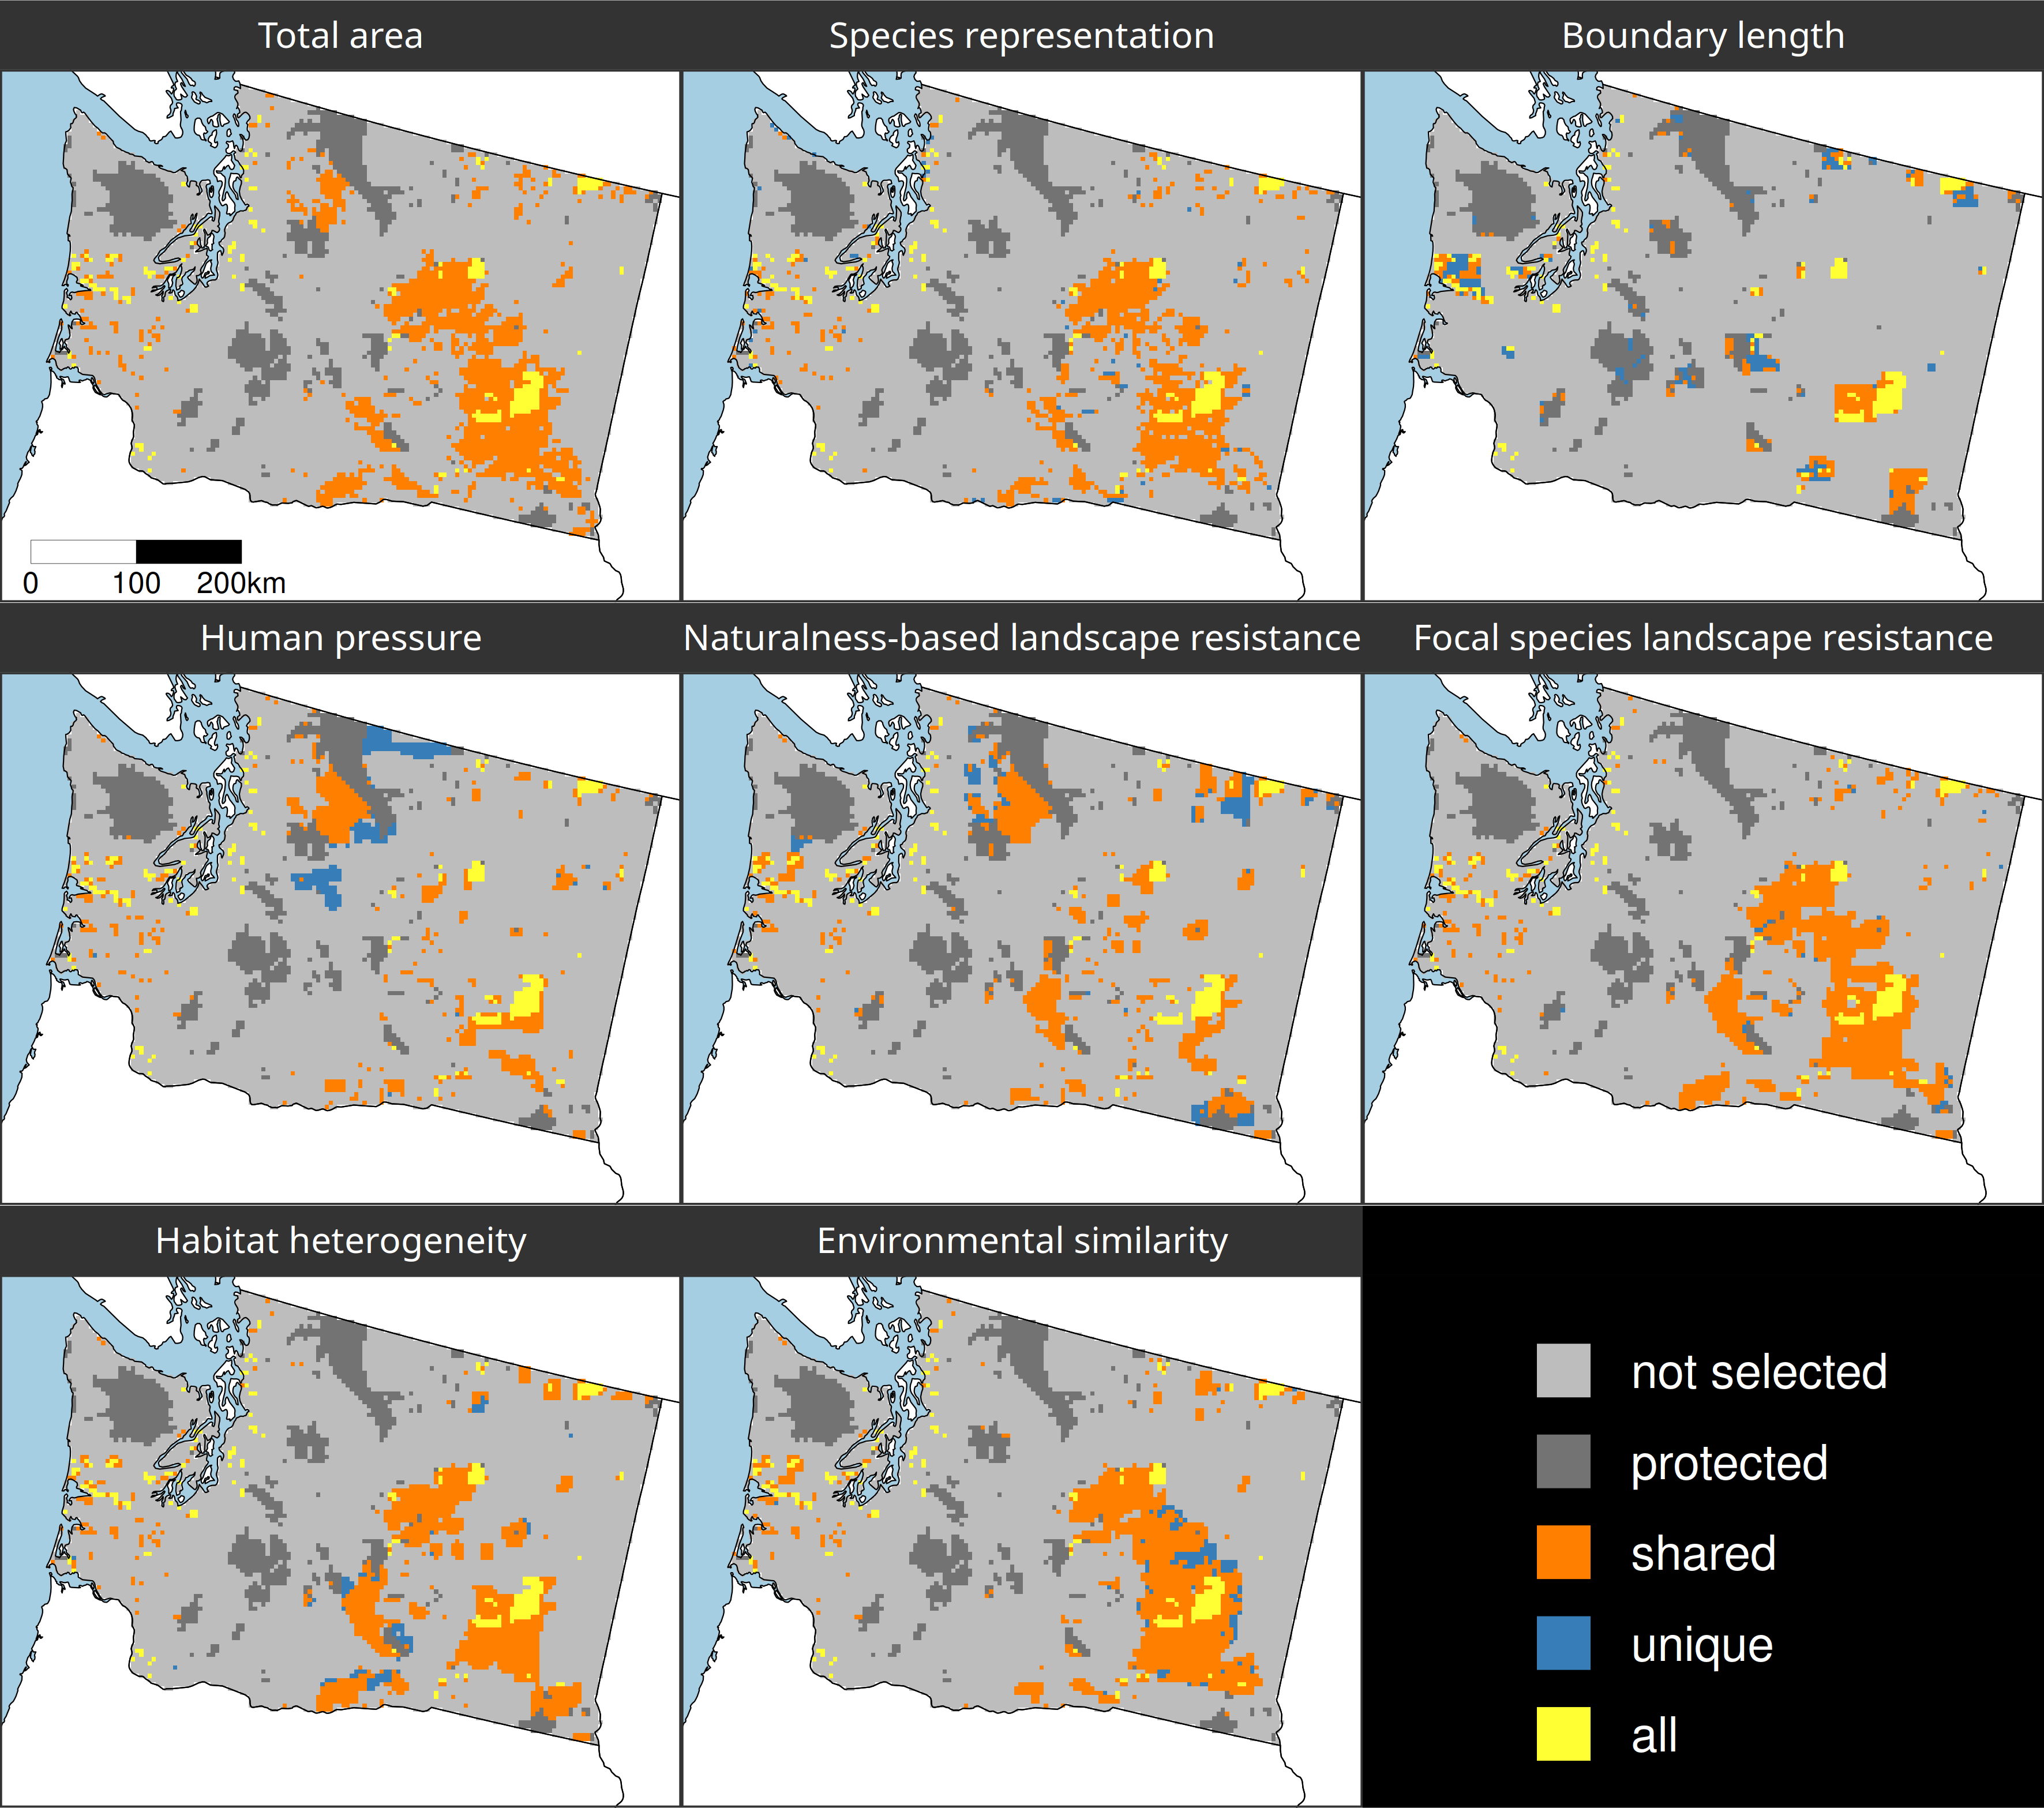 Total area
Species representation
Boundary length
0 100 200km
Human pressure
Naturalness-based landscape resistance
Focal species landscape resistance
Habitat heterogeneity
Environmental similarity
not selected
protected
shared
unique
all